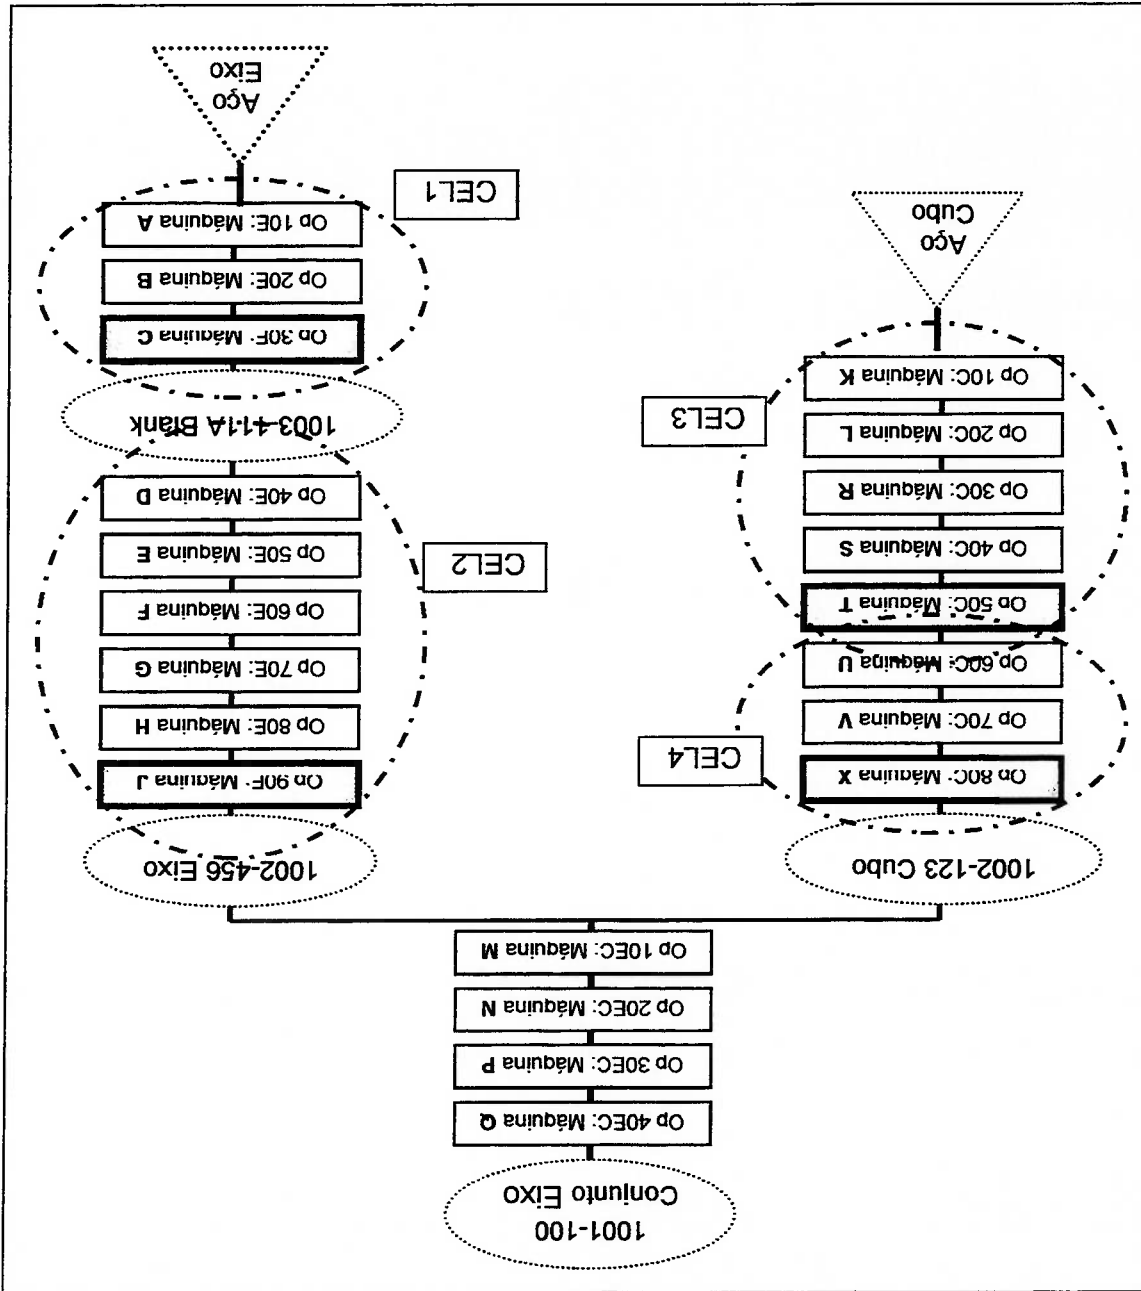 1001-100
Conjunto Eixo
Op 40EC: Máquina Q
Op 30EC: Máquina P
Op 20EC: Máquina N
Op 10EC: Máquina M
1002-123 Cubo
Op 80C: Máquina X
Op 70C: Máquina V
Op 60C: Máquina U
CEL4
Op 50C: Máquina T
Op 40C: Máquina S
Op 30C: Máquina R
Op 20C: Máquina L
Op 10C: Máquina K
CEL3
Aço
Cubo
1002-456 Eixo
Op 90E: Máquina J
Op 80E: Máquina H
Op 70E: Máquina G
Op 60E: Máquina F
Op 50E: Máquina E
Op 40E: Máquina D
CEL2
1003-411A Blank
Op 30E: Máquina C
Op 20E: Máquina B
Op 10E: Máquina A
CEL1
Aço
Eixo